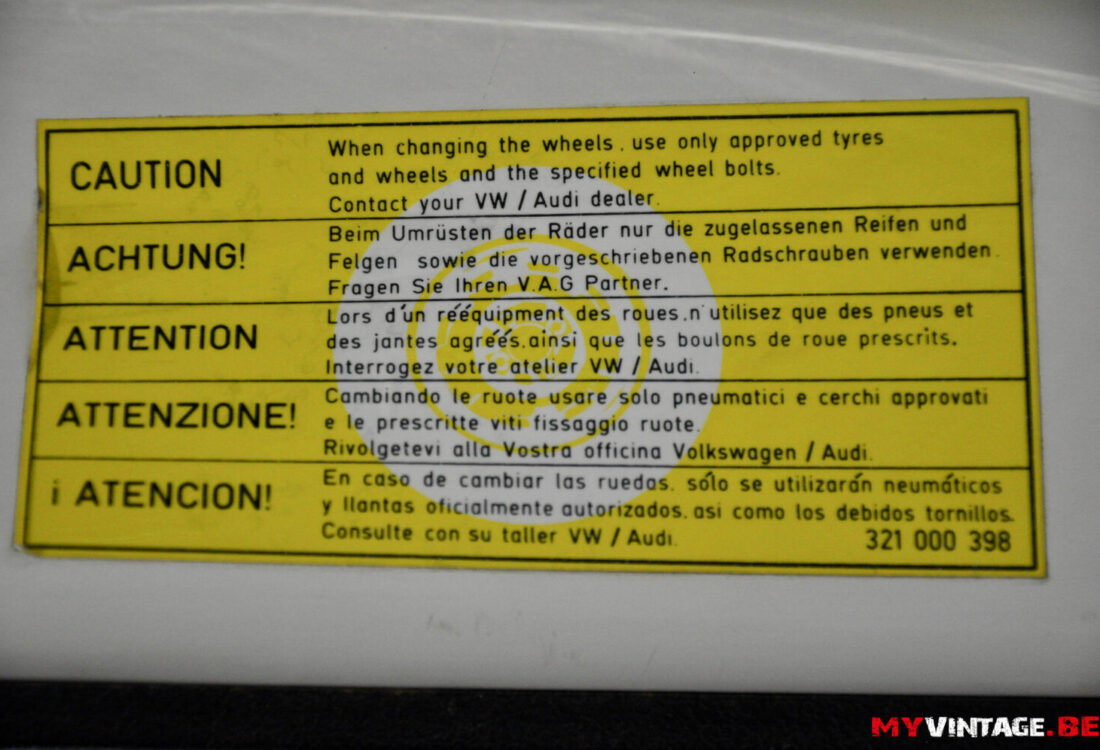 CAUTION
When changing the wheels, use only approved tyres
and wheels and the specified wheel bolts.
Contact your VW / Audi dealer.
ACHTUNG!
Beim Umrüsten der Räder nur die zugelassenen Reifen und
Felgen sowie die vorgeschriebenen Radschrauben verwenden.
Fragen Sie Ihren V.A.G Partner.
ATTENTION
Lors d'un rééquipment des roues, n'utilisez que des pneus et
des jantes agréés, ainsi que les boulons de roue prescrits.
Interrogez votre atelier VW / Audi.
ATTENZIONE!
Cambiando le ruote usare solo pneumatici e cerchi approvati
e le prescritte viti fissaggio ruote.
Rivolgetevi alla Vostra officina Volkswagen / Audi.
¡ ATENCION!
En caso de cambiar las ruedas, sólo se utilizarán neumáticos
y llantas oficialmente autorizados, asi como los debidos tornillos.
Consulte con su taller VW / Audi.
321 000 398
MYVINTAGE.BE